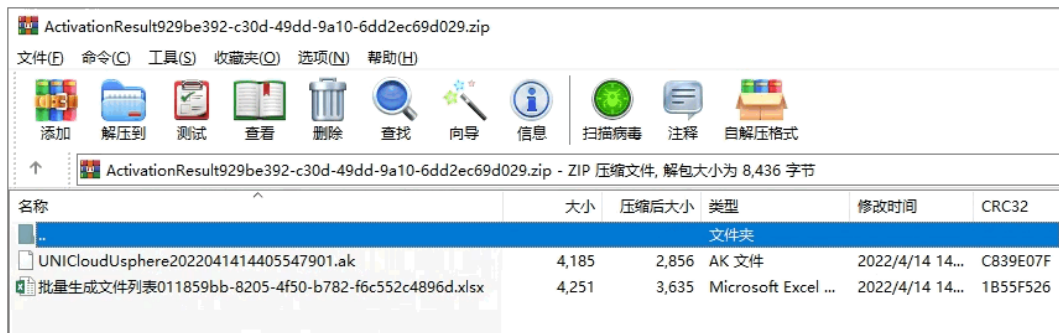 ActivationResult929be392-c30d-49dd-9a10-6dd2ec69d029.zip
文件(F) 命令(C) 工具(S) 收藏夹(O) 选项(N) 帮助(H)
添加 解压到 测试 查看 删除 查找 向导 信息 扫描病毒 注释 自解压格式
ActivationResult929be392-c30d-49dd-9a10-6dd2ec69d029.zip - ZIP 压缩文件, 解包大小为 8,436 字节
名称 大小 压缩后大小 类型 修改时间 CRC32
.. 文件夹
UNICloudUsphere2022041414405547901.ak 4,185 2,856 AK 文件 2022/4/14 14... C839E07F
批量生成文件列表011859bb-8205-4f50-b782-f6c552c4896d.xlsx 4,251 3,635 Microsoft Excel ... 2022/4/14 14... 1B55F526